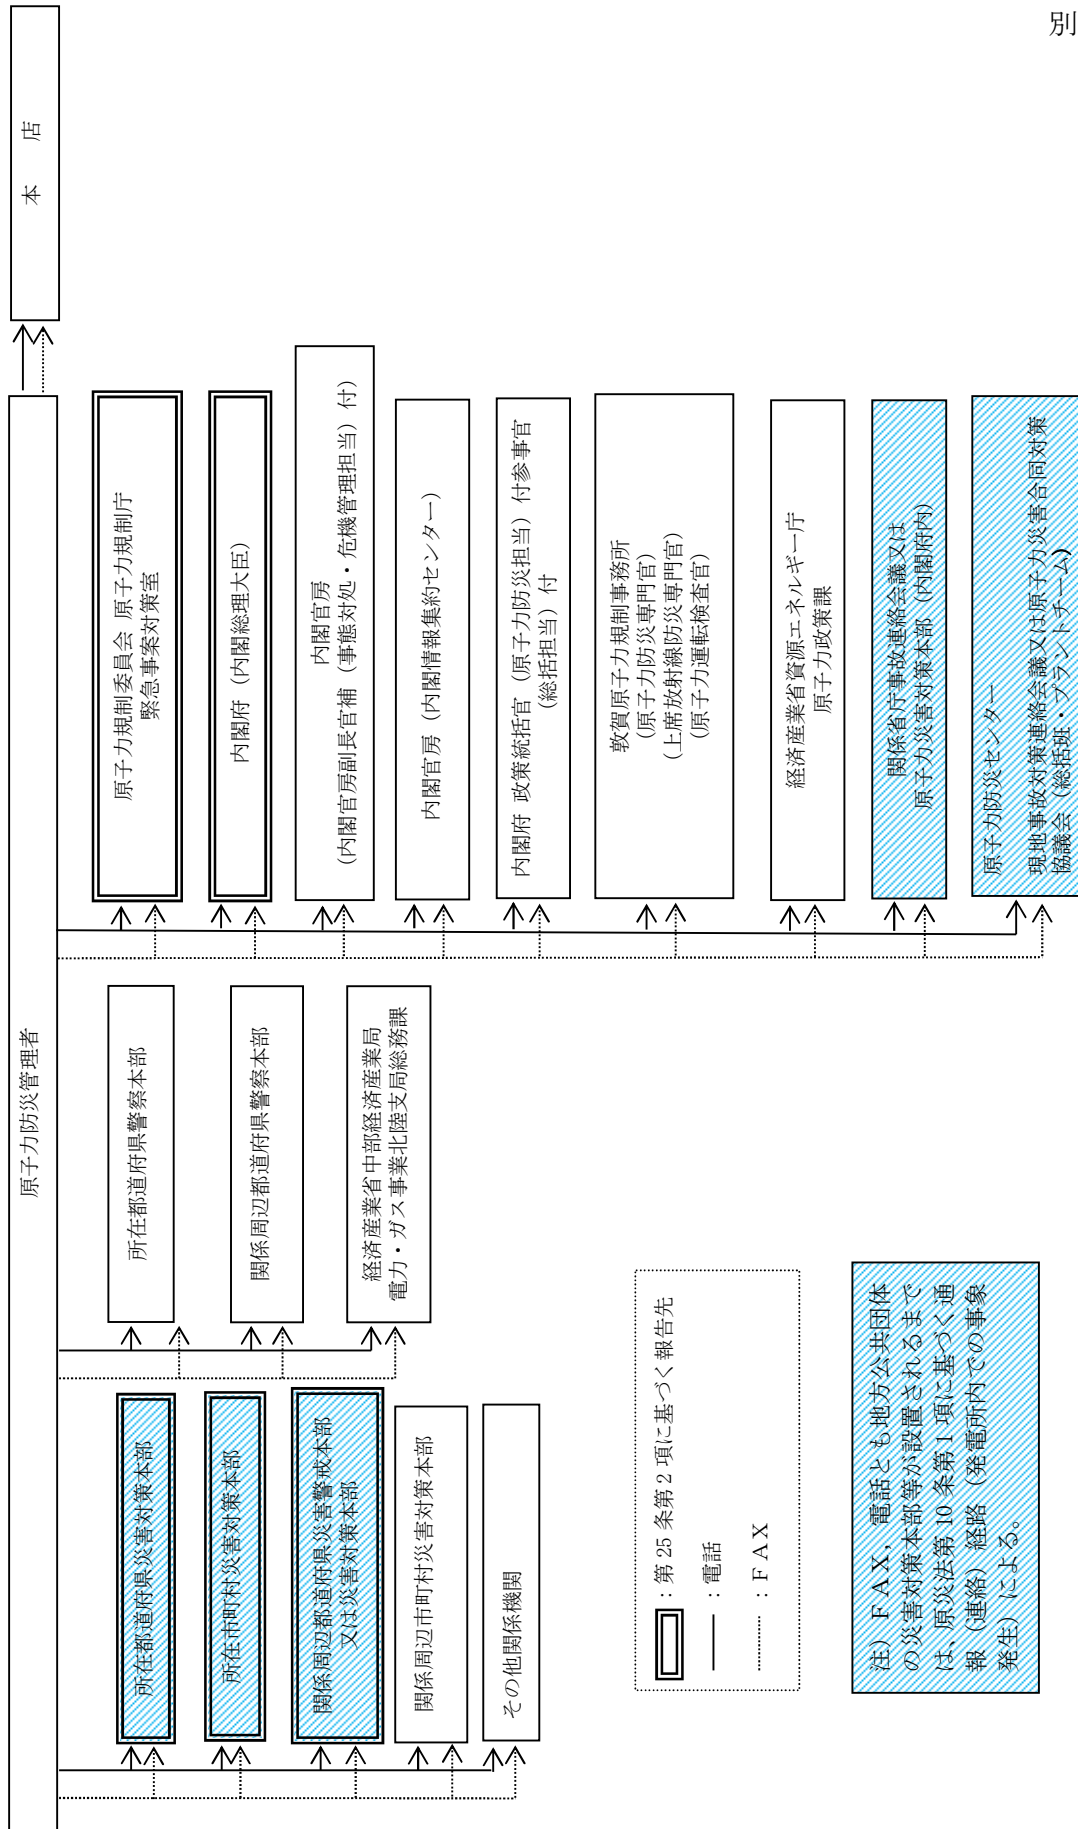 別
原子力防災管理者
本 店
所在都道府県災害対策本部
所在市町村災害対策本部
関係周辺都道府県災害警戒本部
又は災害対策本部
関係周辺市町村災害対策本部
その他関係機関
所在都道府県警察本部
関係周辺都道府県警察本部
経済産業省中部経済産業局
電力・ガス事業北陸支局総務課
原子力規制委員会 原子力規制庁
緊急事案対策室
内閣府（内閣総理大臣）
内閣官房
（内閣官房副長官補（事態対処・危機管理担当）付）
内閣官房（内閣情報集約センター）
内閣府 政策統括官（原子力防災担当）付参事官
（総括担当）付
敦賀原子力規制事務所
（原子力防災専門官）
（上席放射線防災専門官）
（原子力運転検査官）
経済産業省資源エネルギー庁
原子力政策課
関係省庁事故連絡会議又は
原子力災害対策本部（内閣府内）
原子力防災センター
現地事故対策連絡会議又は原子力災害合同対策
協議会（総括班・プラントチーム）
：第 25 条第 2 項に基づく報告先
：電話
：ＦＡＸ
注）ＦＡＸ，電話とも地方公共団体
の災害対策本部等が設置されるまで
は，原災法第 10 条第 1 項に基づく通
報（連絡）経路（発電所内での事象
発生）による。